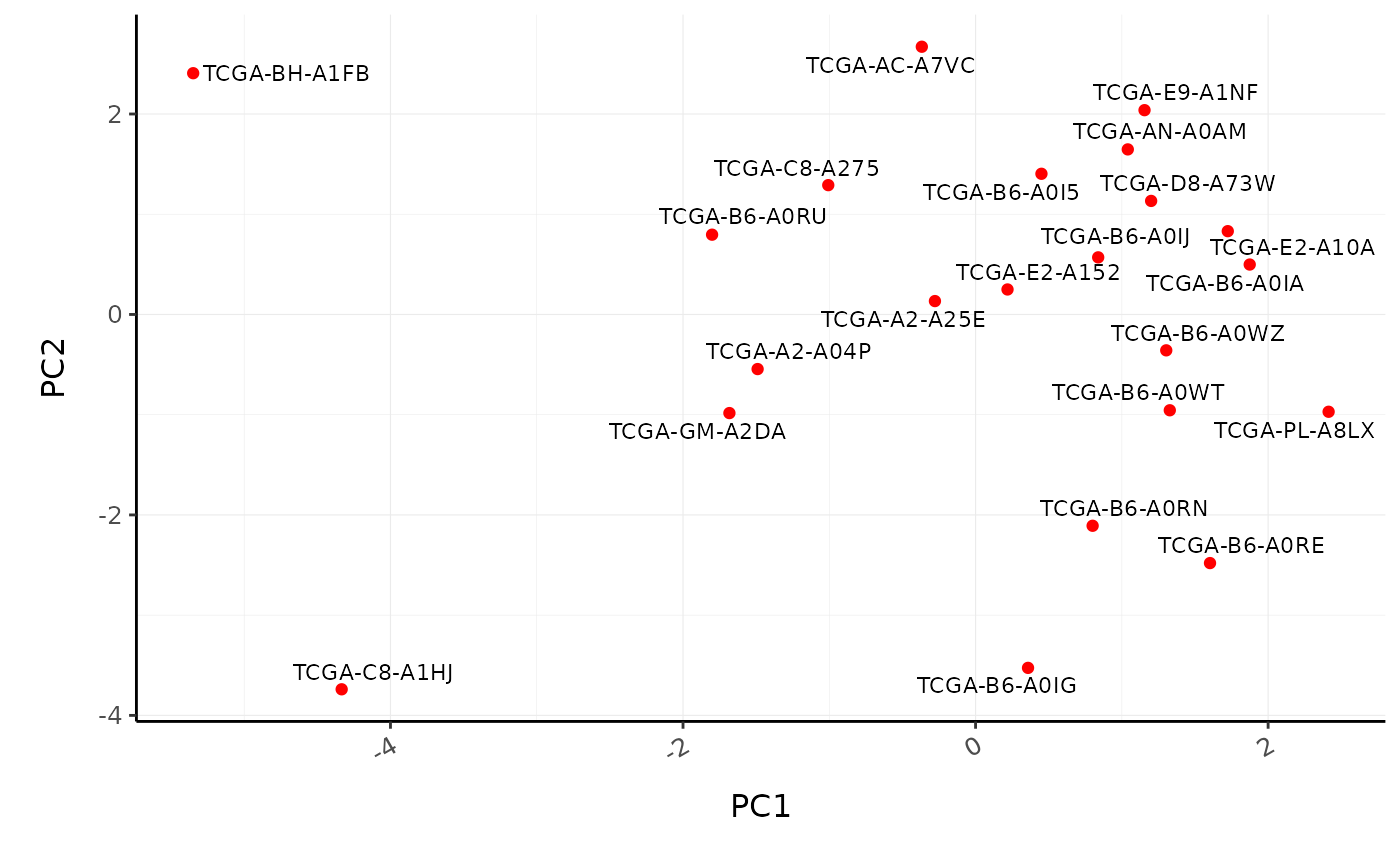 TCGA-AC-A7VC
TCGA-BH-A1FB
TCGA-E9-A1NF
2
TCGA-AN-A0AM
TCGA-C8-A275
TCGA-D8-A73W
TCGA-B6-A0I5
TCGA-B6-A0RU
TCGA-B6-A0IJ
TCGA-E2-A10A
TCGA-E2-A152
TCGA-B6-A0IA
0
TCGA-A2-A25E
TCGA-B6-A0WZ
TCGA-A2-A04P
PC2
TCGA-B6-A0WT
TCGA-GM-A2DA
TCGA-PL-A8LX
TCGA-B6-A0RN
-2
TCGA-B6-A0RE
TCGA-C8-A1HJ
TCGA-B6-A0IG
-4
-4
-2
0
2
PC1